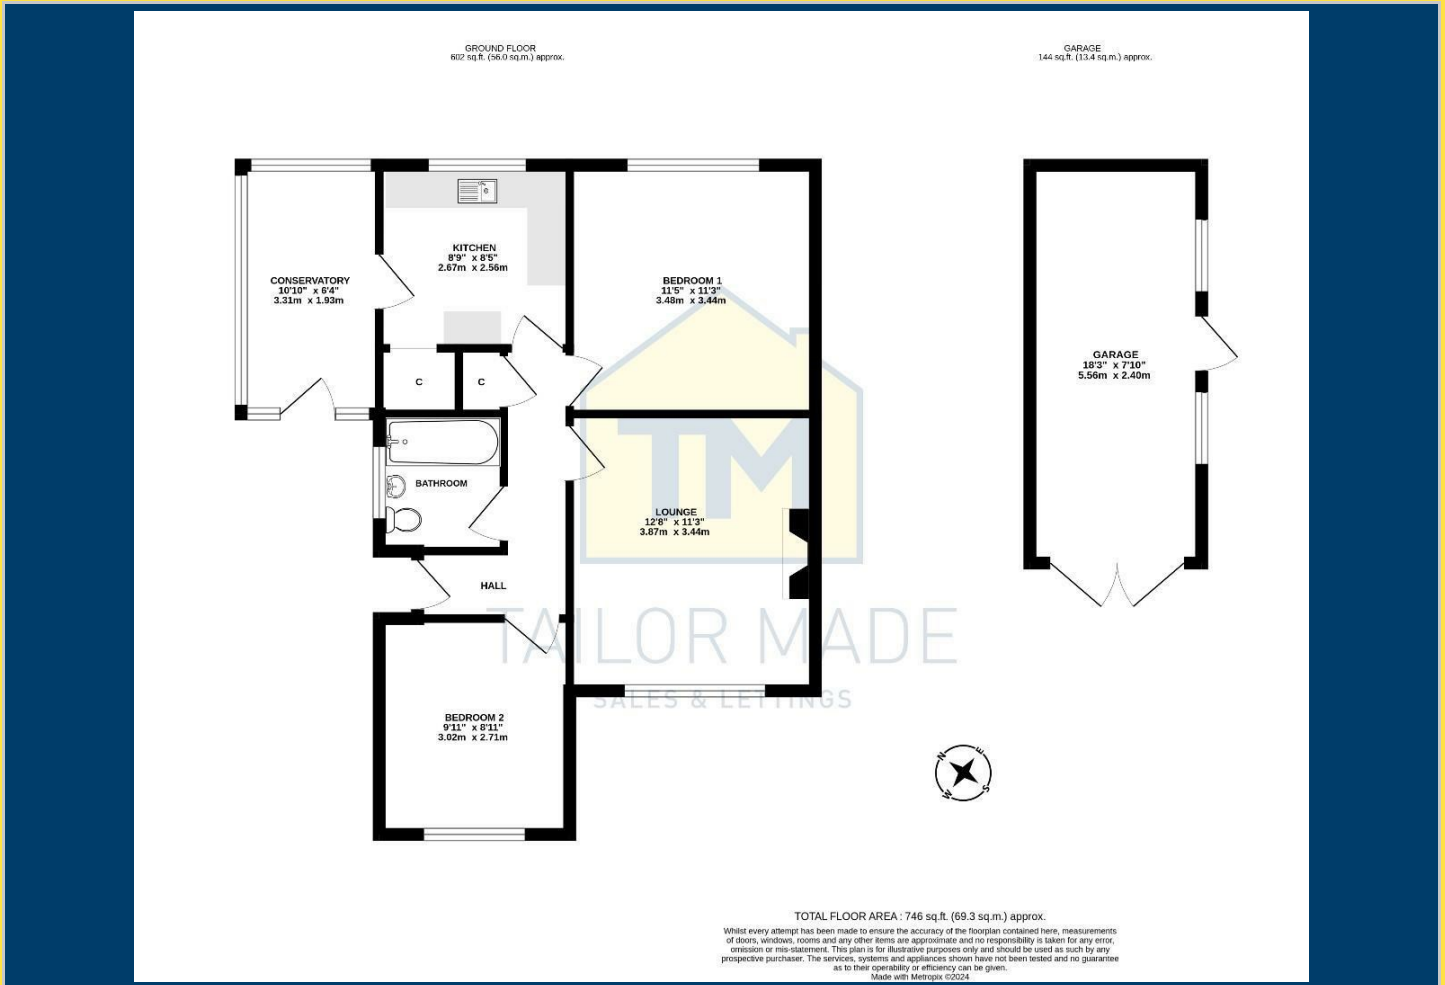 GROUND FLOOR
602 sq.ft. (56.0 sq.m.) approx.
GARAGE
144 sq.ft. (13.4 sq.m.) approx.
KITCHEN
8'9" x 8'5"
2.67m x 2.56m
CONSERVATORY
10'10" x 6'4"
3.31m x 1.93m
BEDROOM 1
11'5" x 11'3"
3.48m x 3.44m
GARAGE
18'3" x 7'10"
5.56m x 2.40m
C
C
BATHROOM
TM
LOUNGE
12'8" x 11'3"
3.87m x 3.44m
HALL
TAILOR MADE
SALES & LETTINGS
BEDROOM 2
9'11" x 8'11"
3.02m x 2.71m
N
E
W
S
TOTAL FLOOR AREA : 746 sq.ft. (69.3 sq.m.) approx.
Whilst every attempt has been made to ensure the accuracy of the floorplan contained here, measurements
of doors, windows, rooms and any other items are approximate and no responsibility is taken for any error,
omission or mis-statement. This plan is for illustrative purposes only and should be used as such by any
prospective purchaser. The services, systems and appliances shown have not been tested and no guarantee
as to their operability or efficiency can be given.
Made with Metropix ©2024